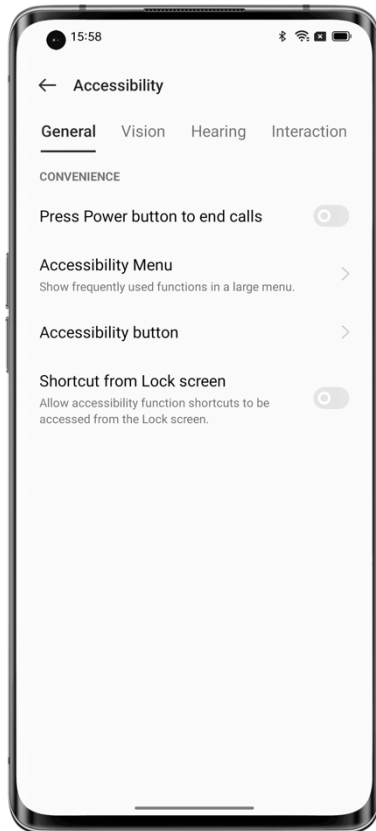 15:58
Accessibility
General Vision Hearing Interaction
CONVENIENCE
Press Power button to end calls
Accessibility Menu
Show frequently used functions in a large menu.
Accessibility button
Shortcut from Lock screen
Allow accessibility function shortcuts to be
accessed from the Lock screen.